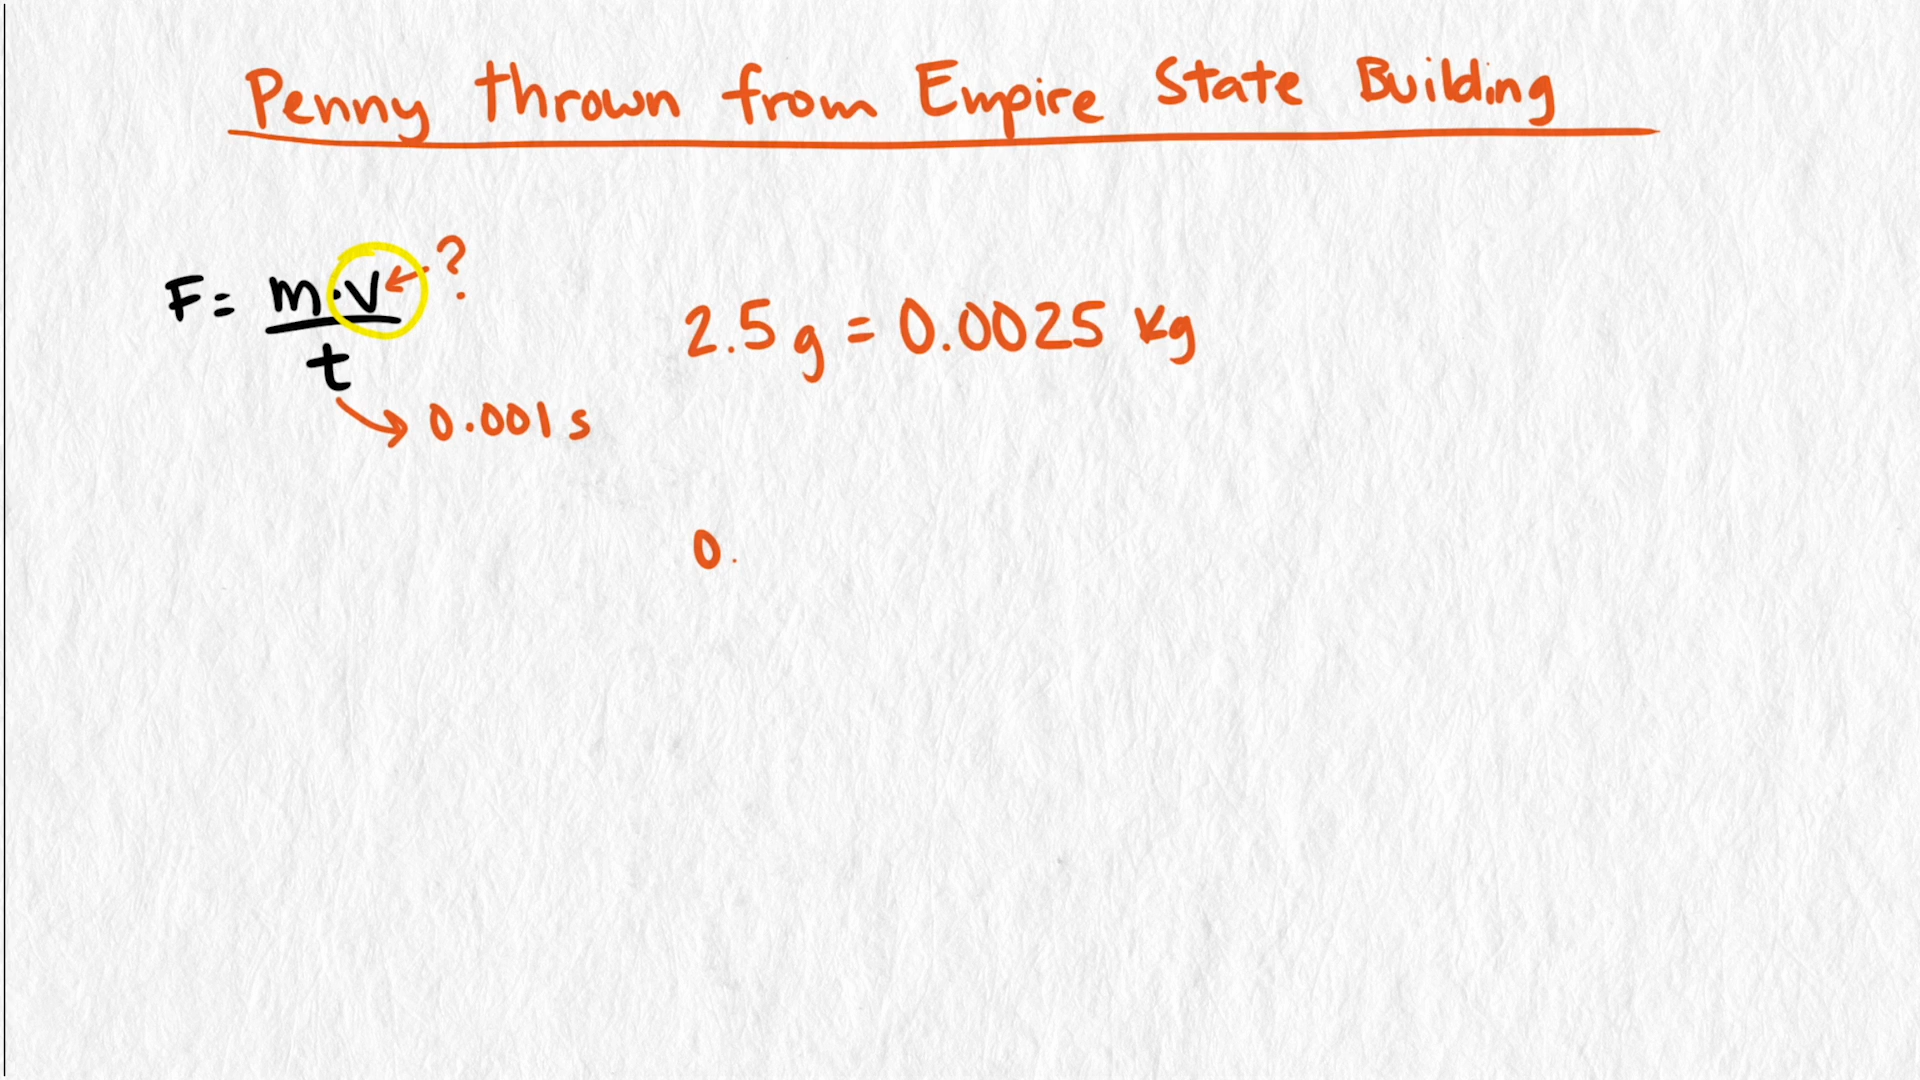 Penny thrown from Empire State Building
F = m·v / t ← ?
→ 0.001 s
2.5 g = 0.0025 kg
0.